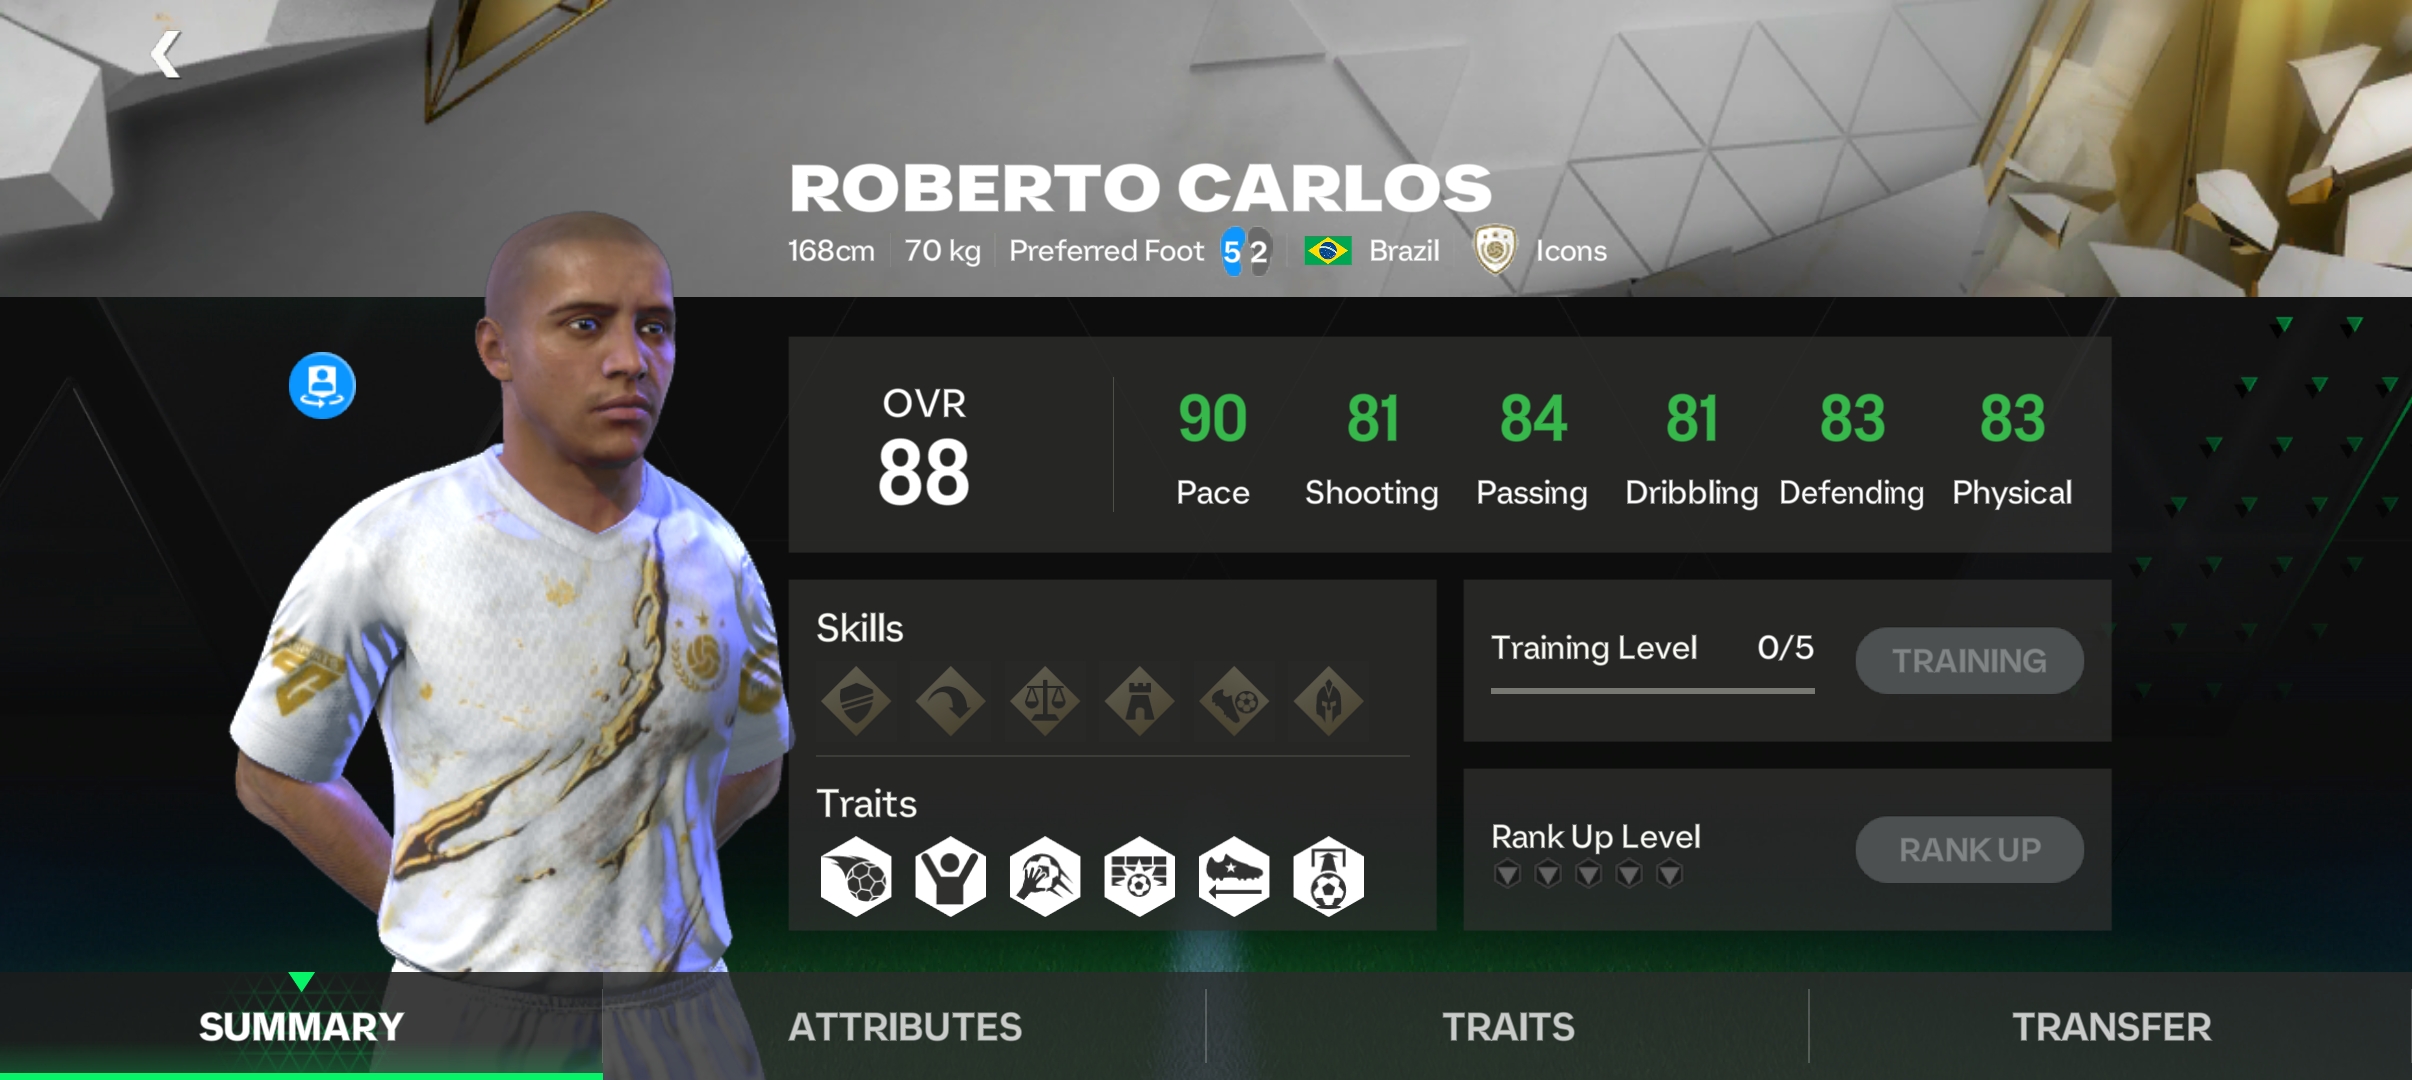 ROBERTO CARLOS
168cm 70 kg Preferred Foot 5 2 Brazil Icons
OVR
88
90 81 84 81 83 83
Pace Shooting Passing Dribbling Defending Physical
Skills
Traits
Training Level 0/5 TRAINING
Rank Up Level RANK UP
SUMMARY ATTRIBUTES TRAITS TRANSFER